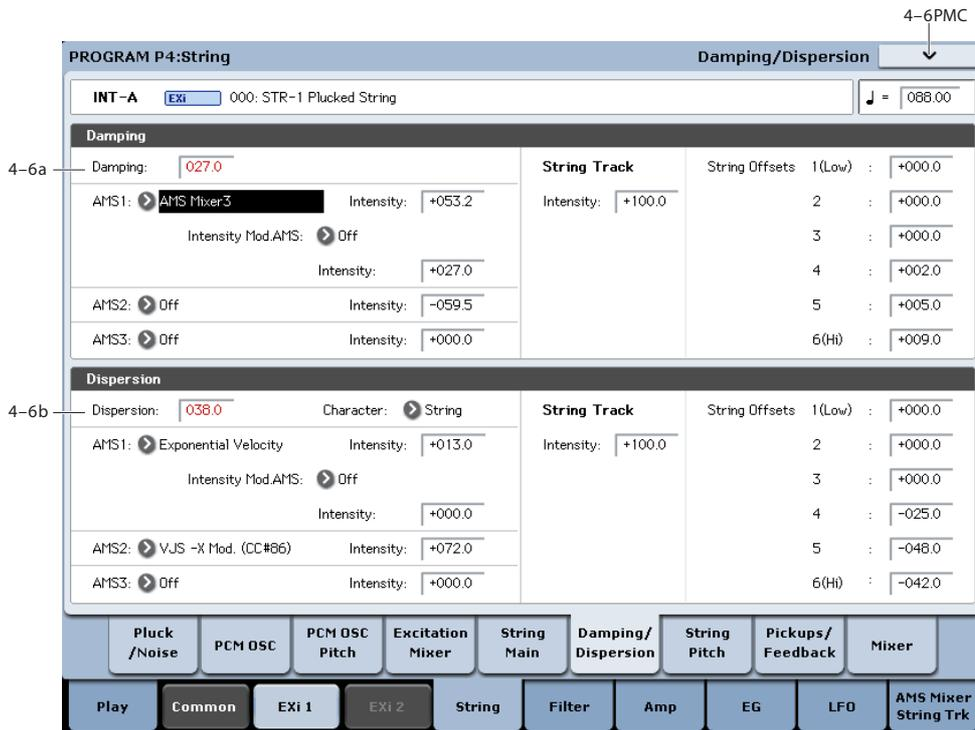 4–6PMC
PROGRAM P4:String Damping/Dispersion
INT-A EXi 000: STR-1 Plucked String ♩ = 088.00
Damping
4–6a Damping: 027.0 String Track String Offsets 1(Low) : +000.0
AMS1: AMS Mixer3 Intensity: +053.2 Intensity: +100.0 2 : +000.0
Intensity Mod.AMS: Off 3 : +000.0
Intensity: +027.0 4 : +002.0
AMS2: Off Intensity: -059.5 5 : +005.0
AMS3: Off Intensity: +000.0 6(Hi) : +009.0
Dispersion
4–6b Dispersion: 038.0 Character: String String Track String Offsets 1(Low) : +000.0
AMS1: Exponential Velocity Intensity: +013.0 Intensity: +100.0 2 : +000.0
Intensity Mod.AMS: Off 3 : +000.0
Intensity: +000.0 4 : -025.0
AMS2: VJS -X Mod. (CC#86) Intensity: +072.0 5 : -048.0
AMS3: Off Intensity: +000.0 6(Hi) : -042.0
Pluck /Noise PCM OSC PCM OSC Pitch Excitation Mixer String Main Damping/ Dispersion String Pitch Pickups/ Feedback Mixer
Play Common EXi 1 EXi 2 String Filter Amp EG LFO AMS Mixer String Trk